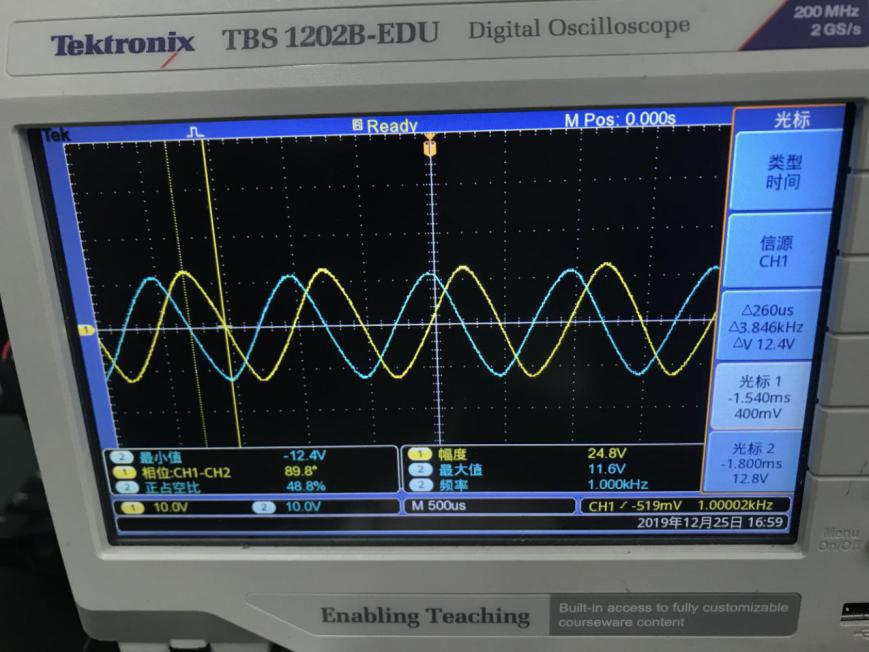 Tektronix TBS 1202B-EDU Digital Oscilloscope
200 MHz
2 GS/s
Tek
Ready
M Pos: 0.000s
光标
类型
时间
信源
CH1
△260us
△3.846kHz
△V 12.4V
光标 1
-1.540ms
400mV
光标 2
-1.800ms
12.8V
1
2 最小值 -12.4V
1 相位:CH1-CH2 89.8°
2 正占空比 48.8%
1 幅度 24.8V
2 最大值 11.6V
2 频率 1.000kHz
1 10.0V 2 10.0V M 500us CH1 -519mV 1.00002kHz
2019年12月25日 16:59
Menu
On/Off
Enabling Teaching
Built-in access to fully customizable
courseware content